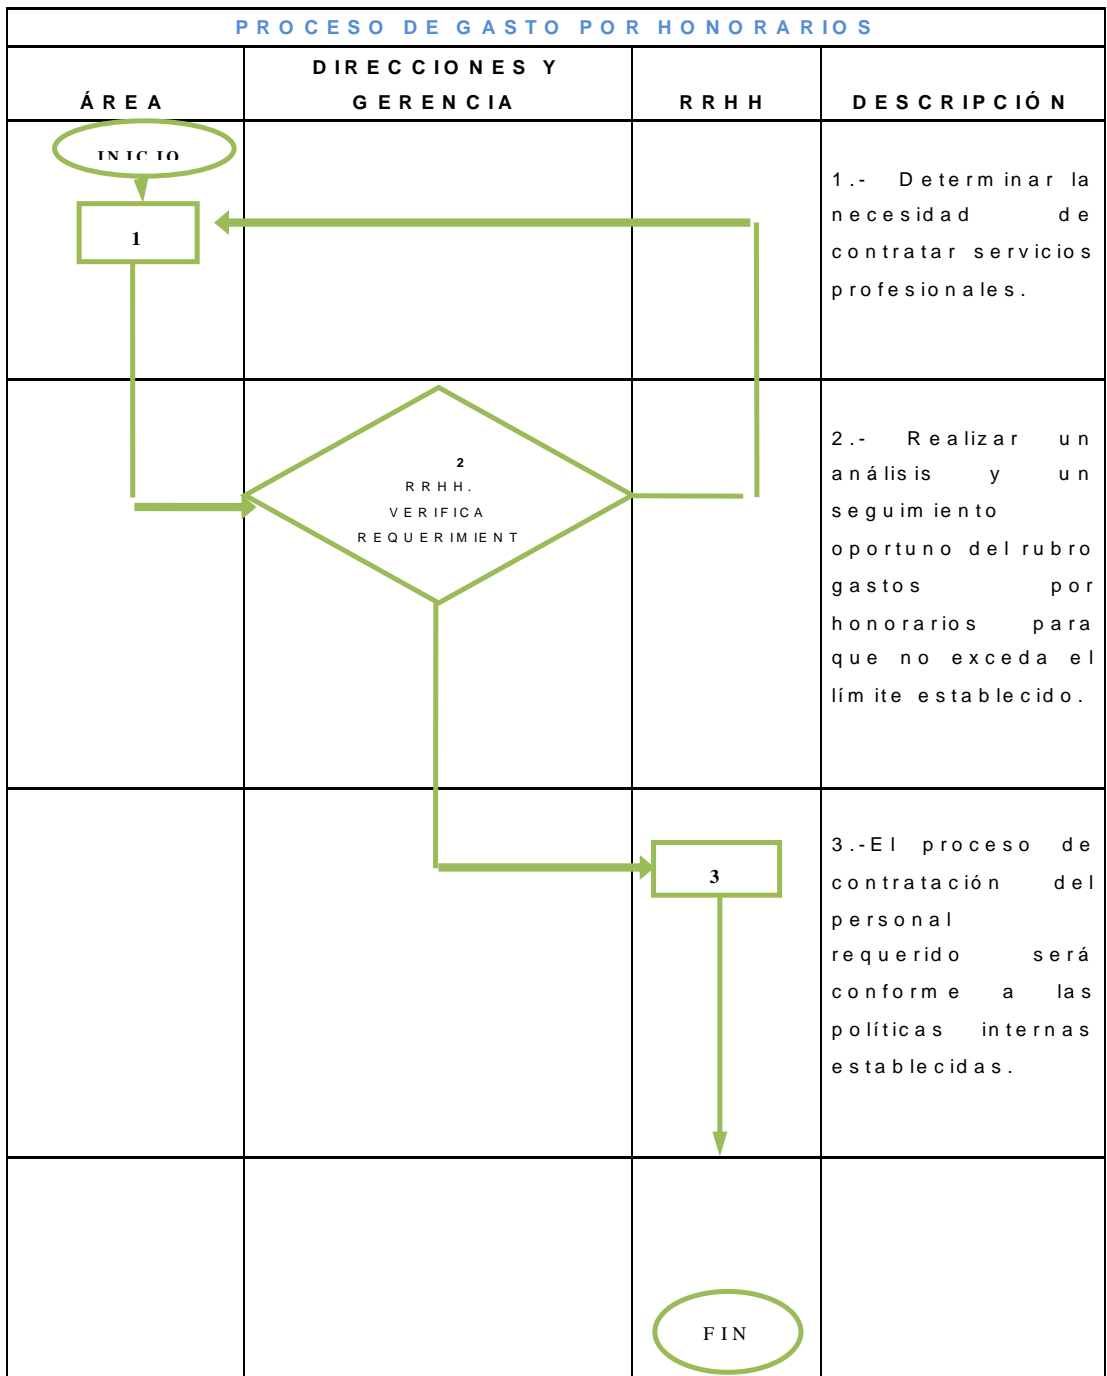 PROCESO DE GASTO POR HONORARIOS
ÁREA
DIRECCIONES Y
GERENCIA
RRHH
DESCRIPCIÓN
INICIO
1
1.- Determinar la
necesidad de
contratar servicios
profesionales.
2
RRHH.
VERIFICA
REQUERIMIENT
2.- Realizar un
análisis y un
seguimiento
oportuno del rubro
gastos por
honorarios para
que no exceda el
límite establecido.
3
3.-El proceso de
contratación del
personal
requerido será
conforme a las
políticas internas
establecidas.
FIN